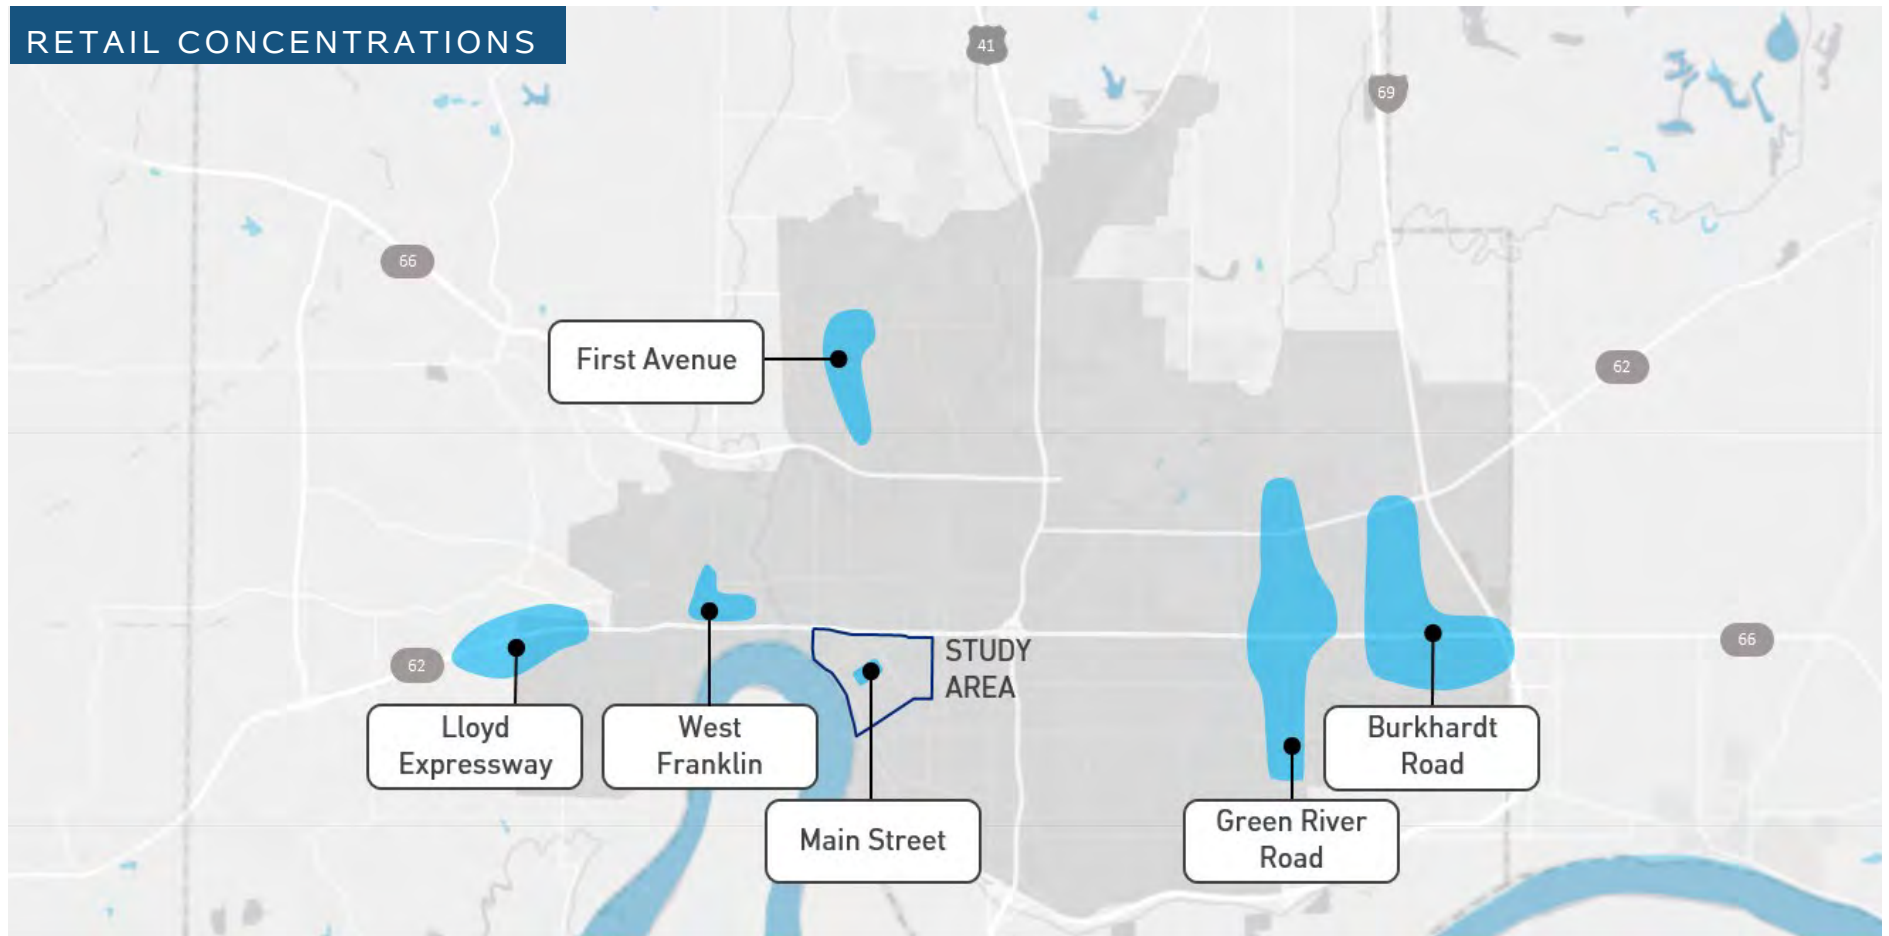 RETAIL CONCENTRATIONS
41
69
66
First Avenue
62
STUDY
AREA
66
62
Lloyd
Expressway
West
Franklin
Burkhardt
Road
Main Street
Green River
Road